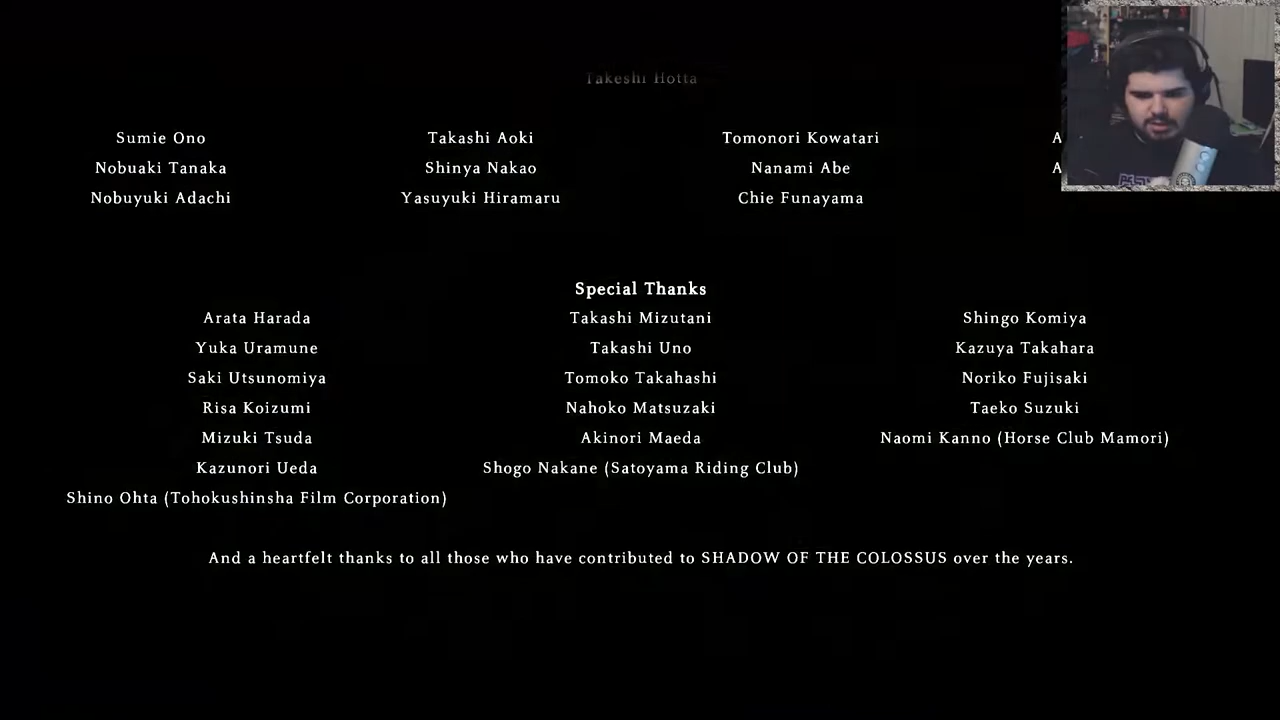 Takeshi Hotta
Sumie Ono Takashi Aoki Tomonori Kowatari A
Nobuaki Tanaka Shinya Nakao Nanami Abe A
Nobuyuki Adachi Yasuyuki Hiramaru Chie Funayama
Special Thanks
Arata Harada Takashi Mizutani Shingo Komiya
Yuka Uramune Takashi Uno Kazuya Takahara
Saki Utsunomiya Tomoko Takahashi Noriko Fujisaki
Risa Koizumi Nahoko Matsuzaki Taeko Suzuki
Mizuki Tsuda Akinori Maeda Naomi Kanno (Horse Club Mamori)
Kazunori Ueda Shogo Nakane (Satoyama Riding Club)
Shino Ohta (Tohokushinsha Film Corporation)
And a heartfelt thanks to all those who have contributed to SHADOW OF THE COLOSSUS over the years.